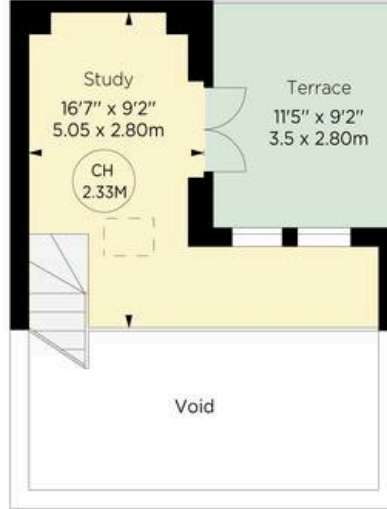 Study
16'7" x 9'2"
5.05 x 2.80m
CH
2.33M
Terrace
11'5" x 9'2"
3.5 x 2.80m
Void